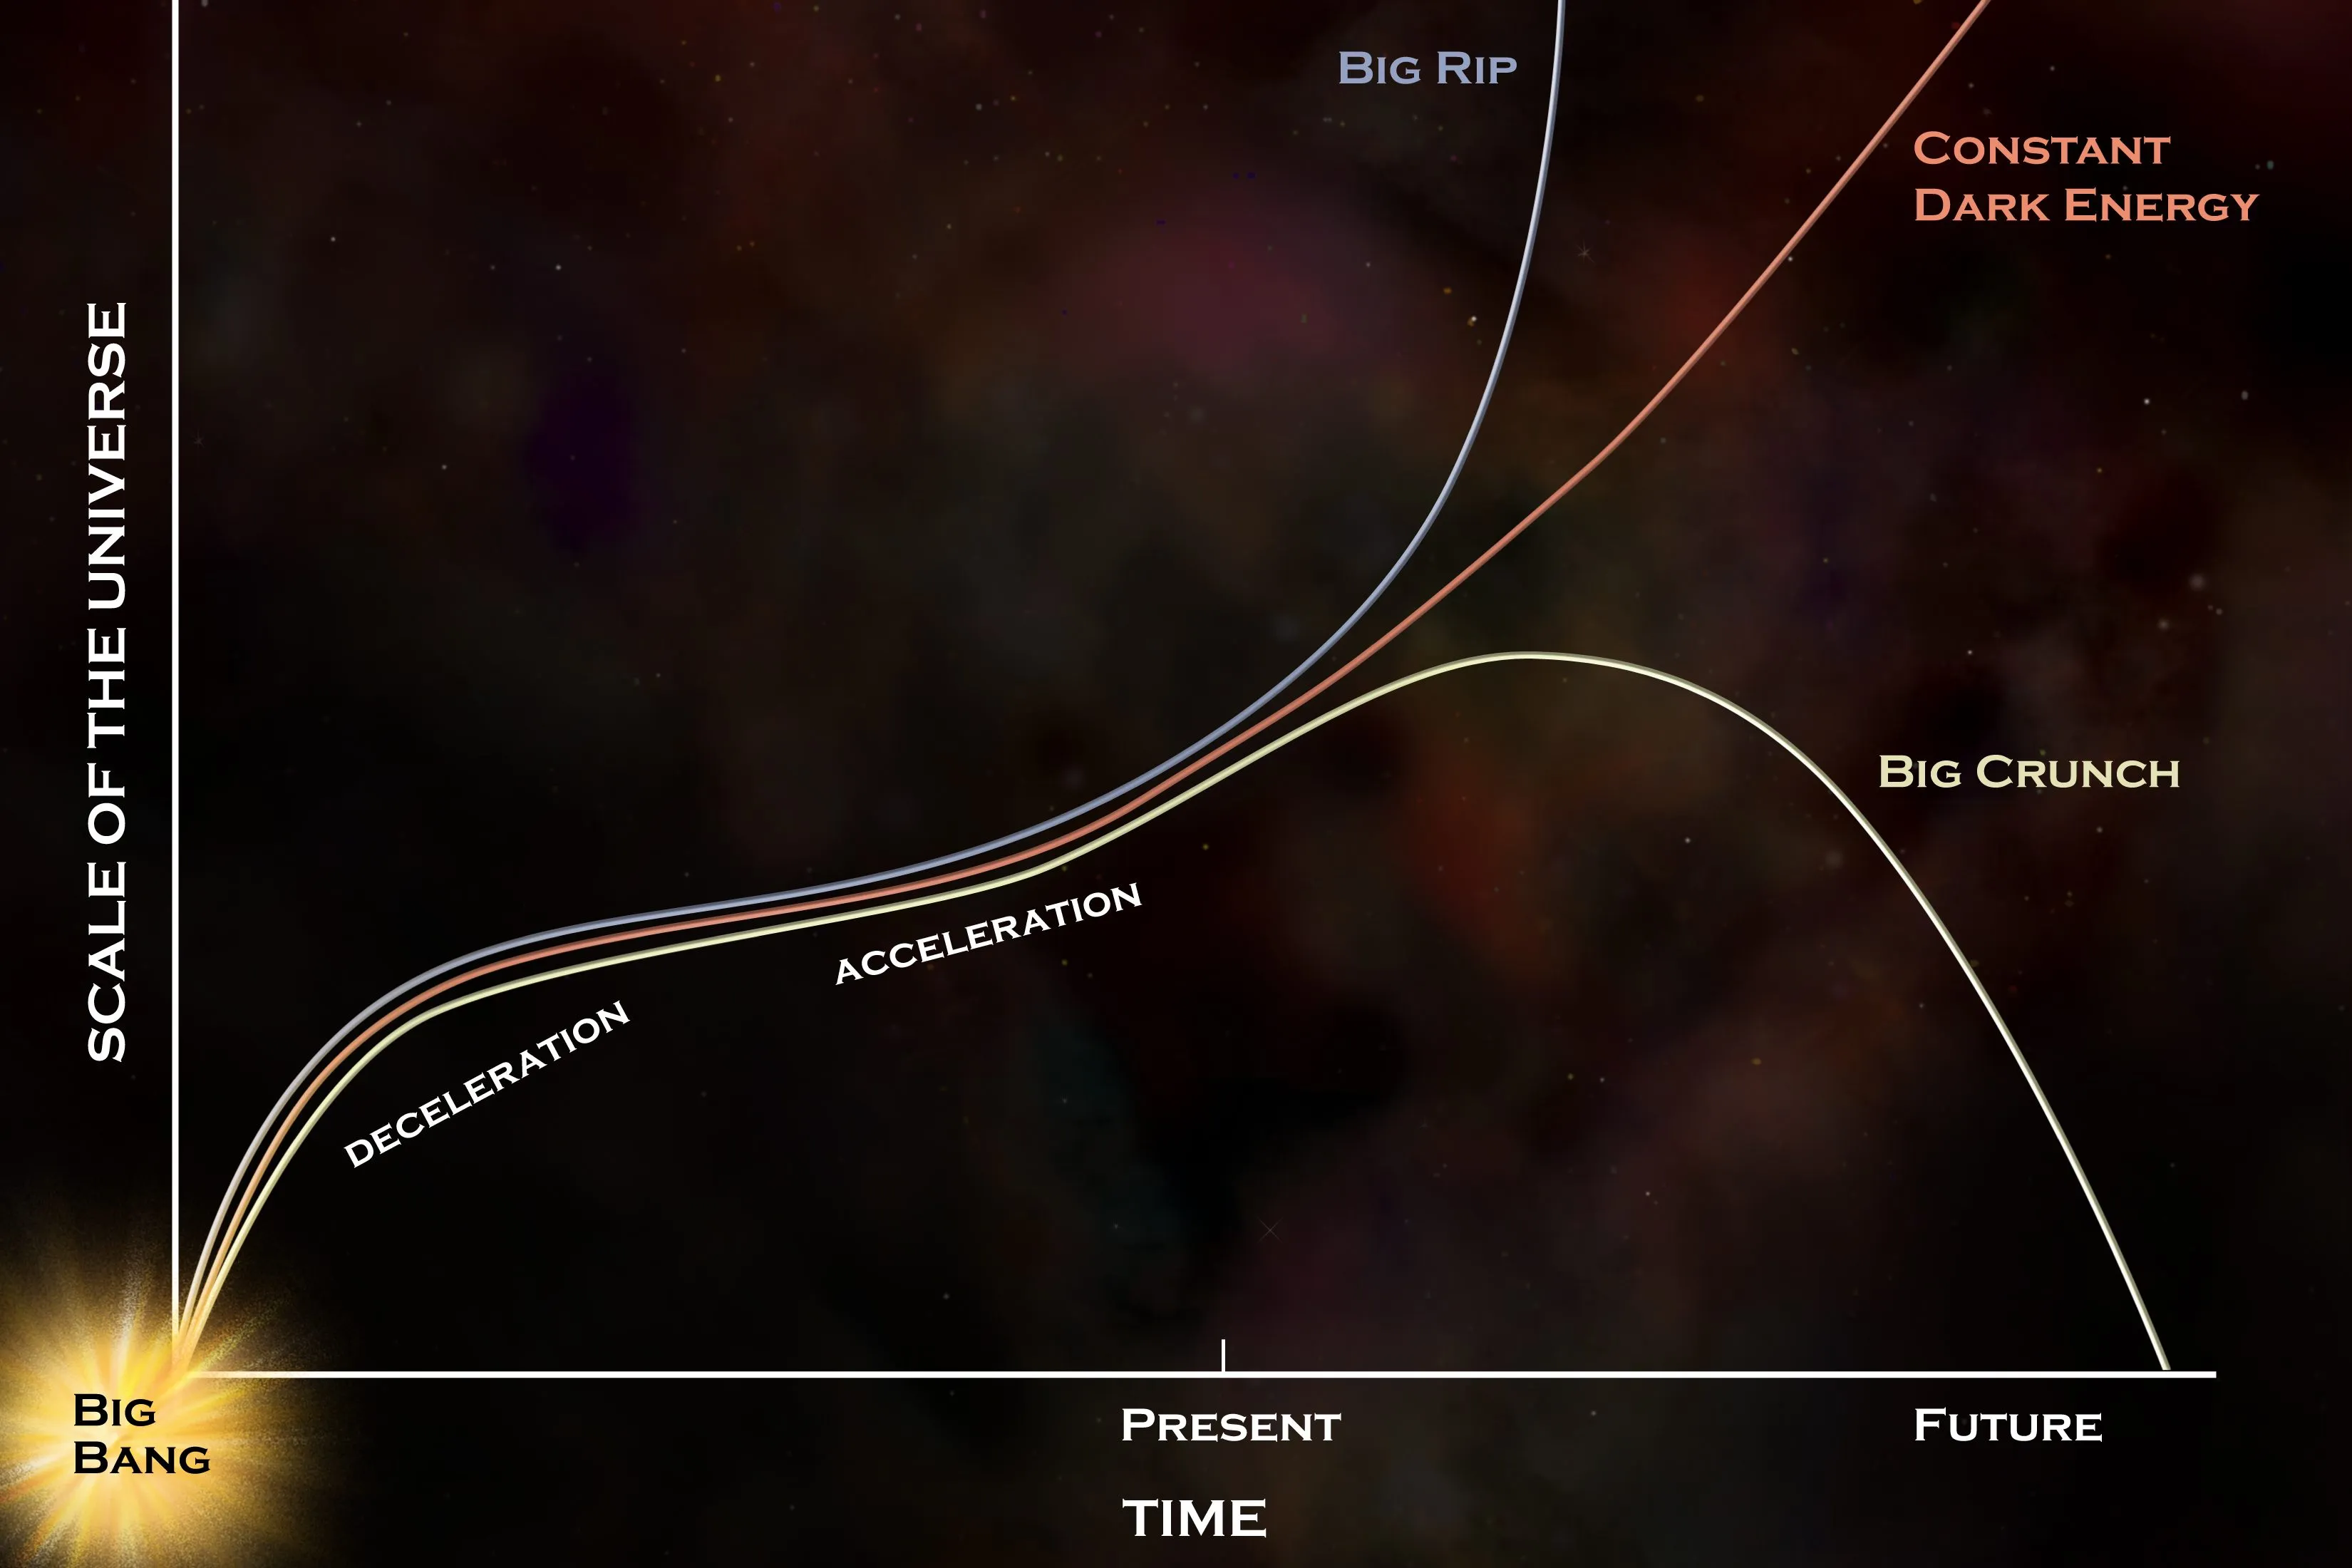 Big Rip
Constant
Dark Energy
SCALE OF THE UNIVERSE
Big Crunch
ACCELERATION
DECELERATION
Big
Bang
Present
Future
TIME